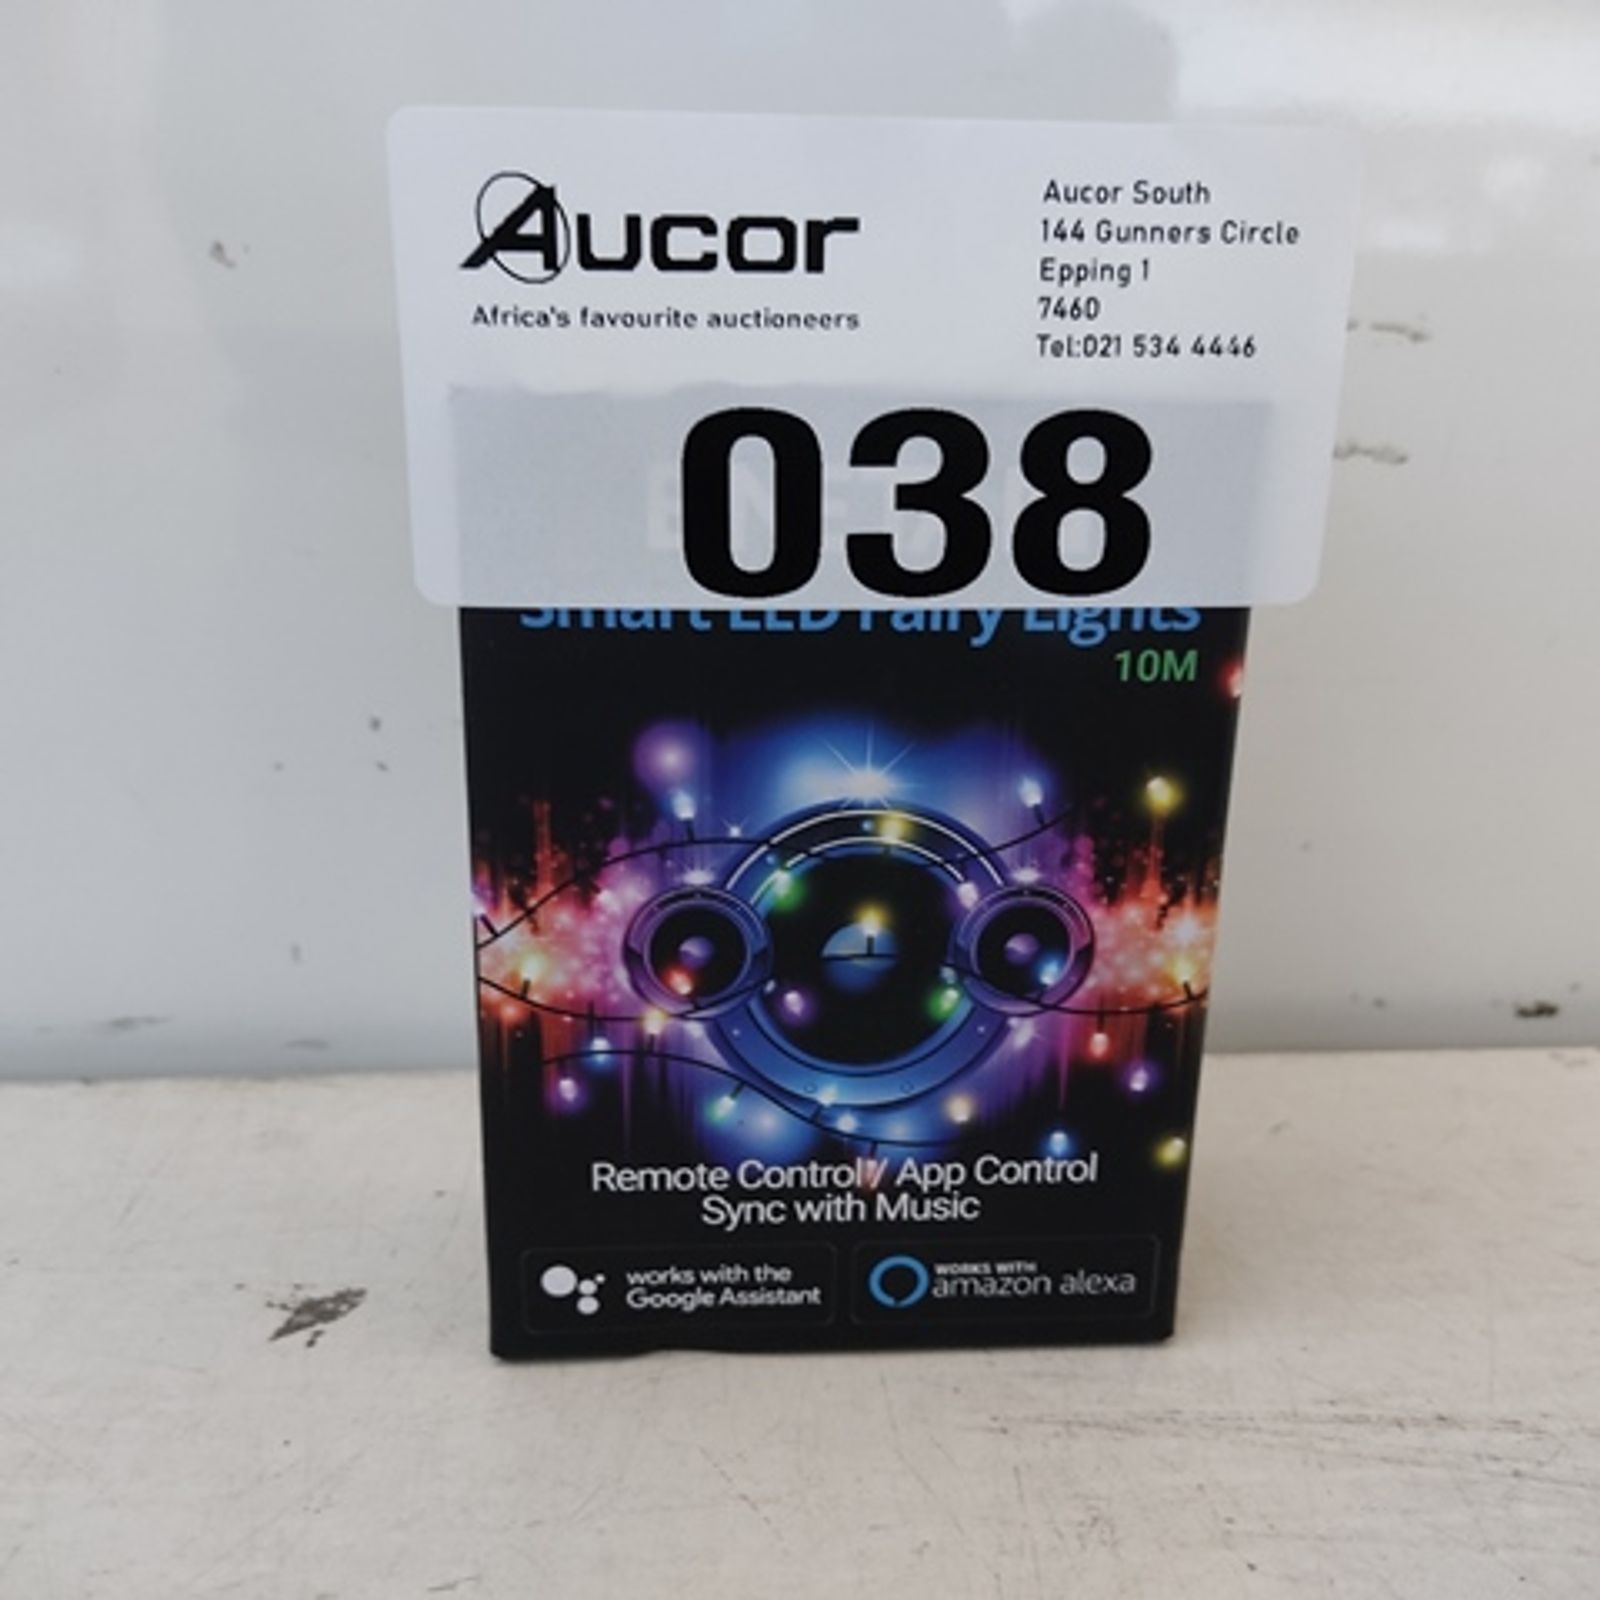 Aucor
Africa's favourite auctioneers
Aucor South
144 Gunners Circle
Epping 1
7460
Tel:021 534 4446
038
Smart LED Fairy Lights
10M
Remote Control / App Control
Sync with Music
works with the
Google Assistant
WORKS WITH
amazon alexa